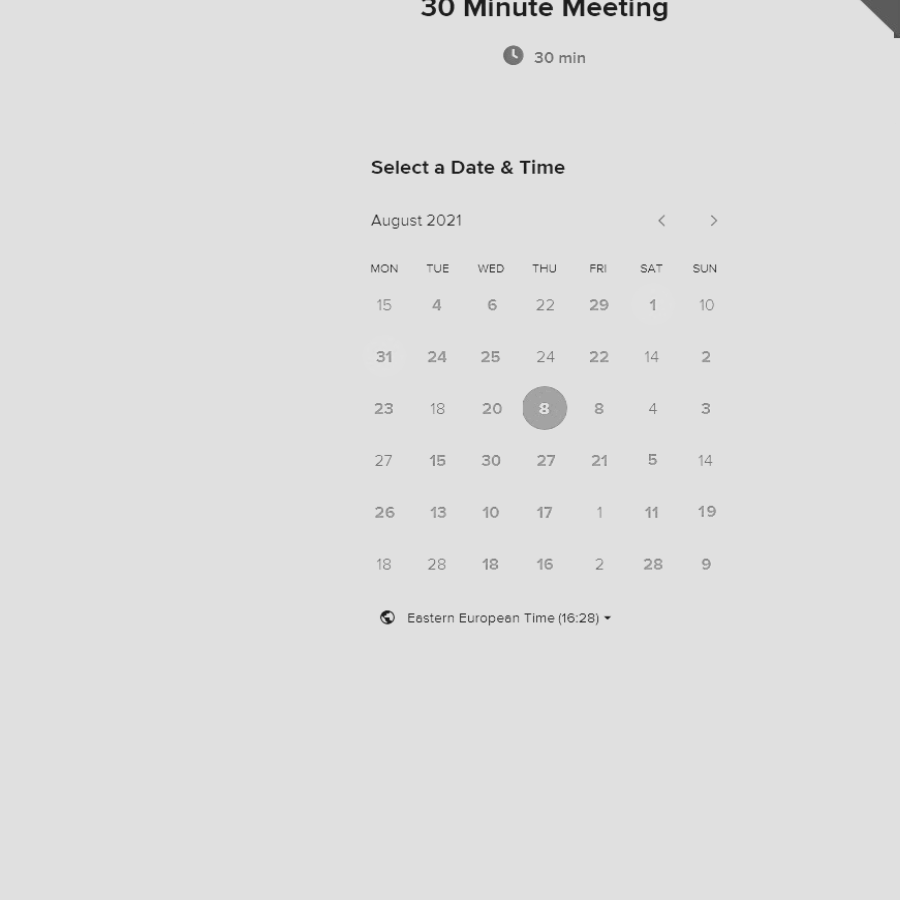 30 Minute Meeting
30 min
Select a Date & Time
August 2021
MON TUE WED THU FRI SAT SUN
15 4 6 22 29 1 10
31 24 25 24 22 14 2
23 18 20 8 8 4 3
27 15 30 27 21 5 14
26 13 10 17 1 11 19
18 28 18 16 2 28 9
Eastern European Time (16:28)